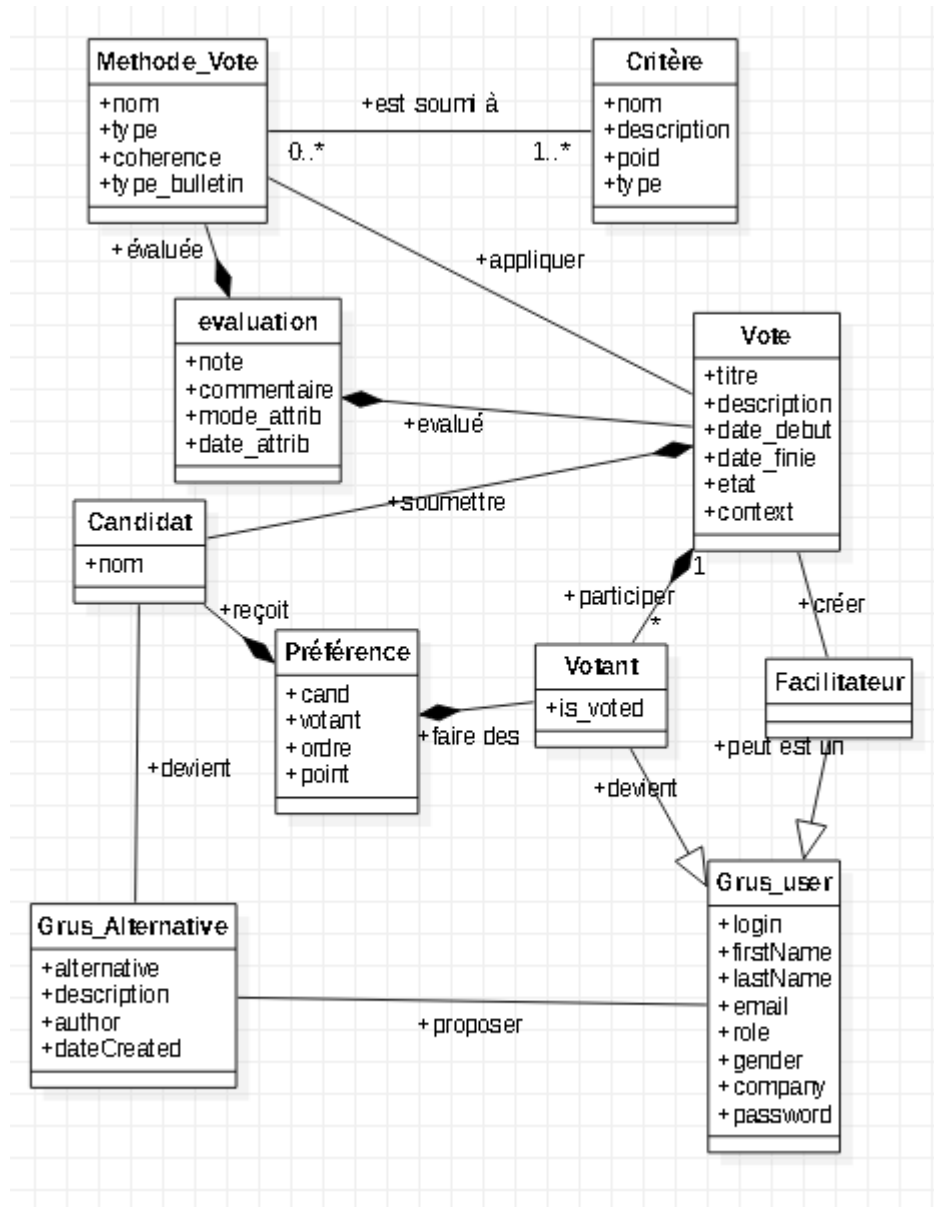 Methode_Vote
+nom
+type
+coherence
+type_bulletin
+est soumi à
0..*
1..*
Critère
+nom
+description
+poid
+type
+évaluée
+appliquer
evaluation
+note
+commentaire
+mode_attrib
+date_attrib
+evalué
Vote
+titre
+description
+date_debut
+date_finie
+etat
+context
+soumettre
Candidat
+nom
+reçoit
1
+participer
*
+créer
Préférence
+cand
+votant
+ordre
+point
+faire des
Votant
+is_voted
Facilitateur
+peut est un
+devient
+devient
Grus_user
+login
+firstName
+lastName
+email
+role
+gender
+company
+password
Grus_Alternative
+alternative
+description
+author
+dateCreated
+proposer